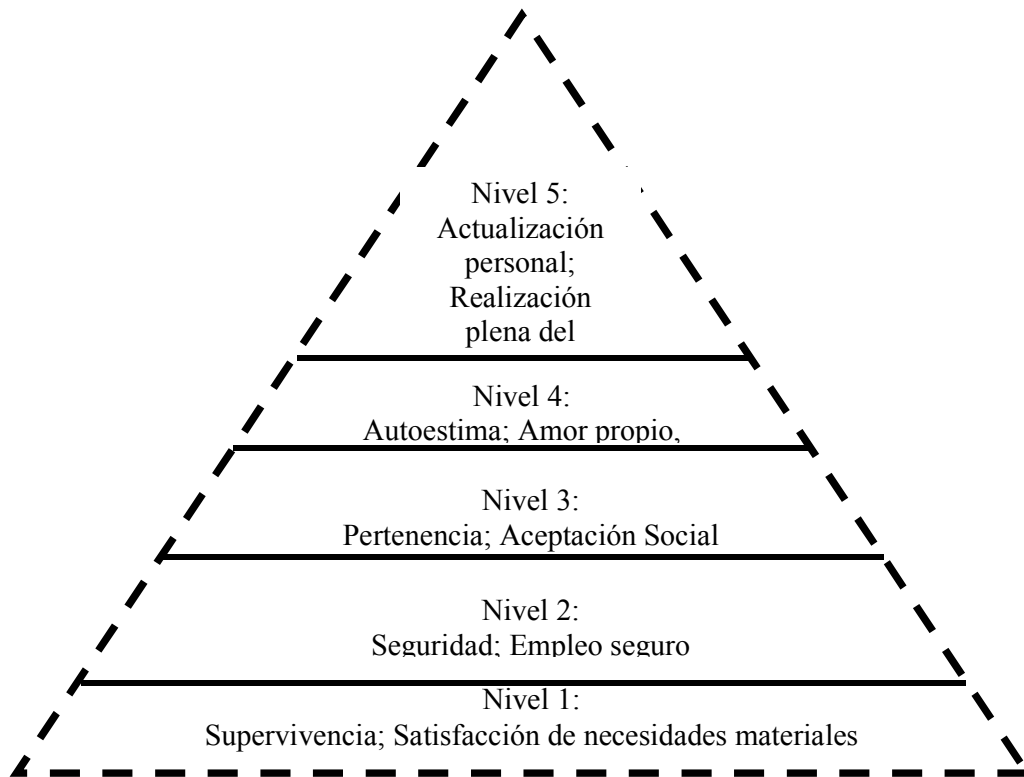 Nivel 5:
Actualización
personal;
Realización
plena del
Nivel 4:
Autoestima; Amor propio,
Nivel 3:
Pertenencia; Aceptación Social
Nivel 2:
Seguridad; Empleo seguro
Nivel 1:
Supervivencia; Satisfacción de necesidades materiales